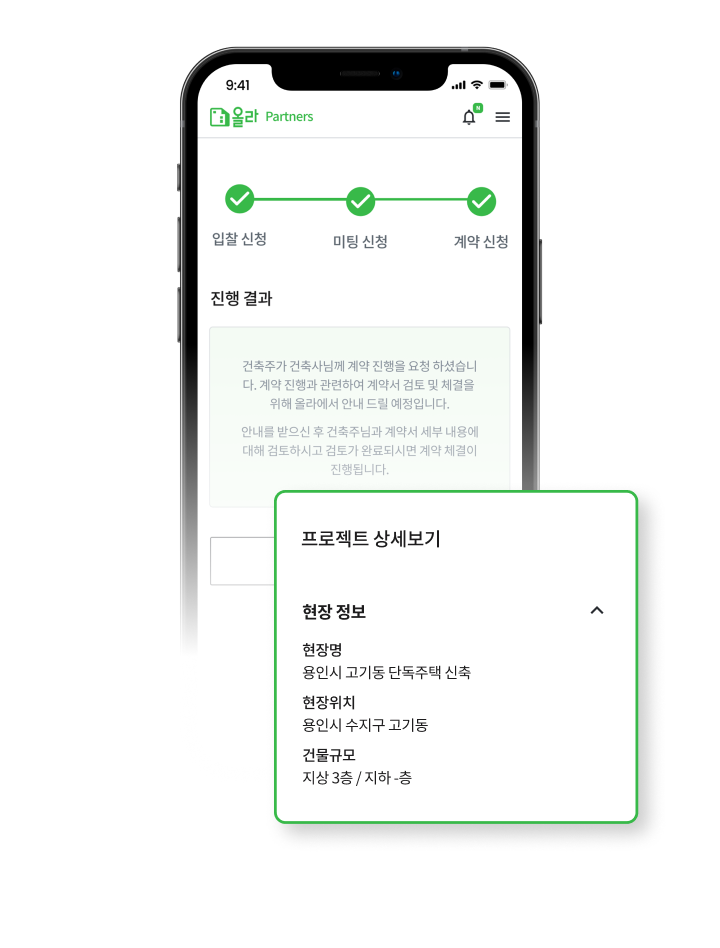 9:41
올라 Partners
N
입찰 신청
미팅 신청
계약 신청
진행 결과
건축주가 건축사님께 계약 진행을 요청 하셨습니
다. 계약 진행과 관련하여 계약서 검토 및 체결을
위해 올라에서 안내 드릴 예정입니다.
안내를 받으신 후 건축주님과 계약서 세부 내용에
대해 검토하시고 검토가 완료되시면 계약 체결이
진행됩니다.
프로젝트 상세보기
현장 정보
현장명
용인시 고기동 단독주택 신축
현장위치
용인시 수지구 고기동
건물규모
지상 3층 / 지하 -층